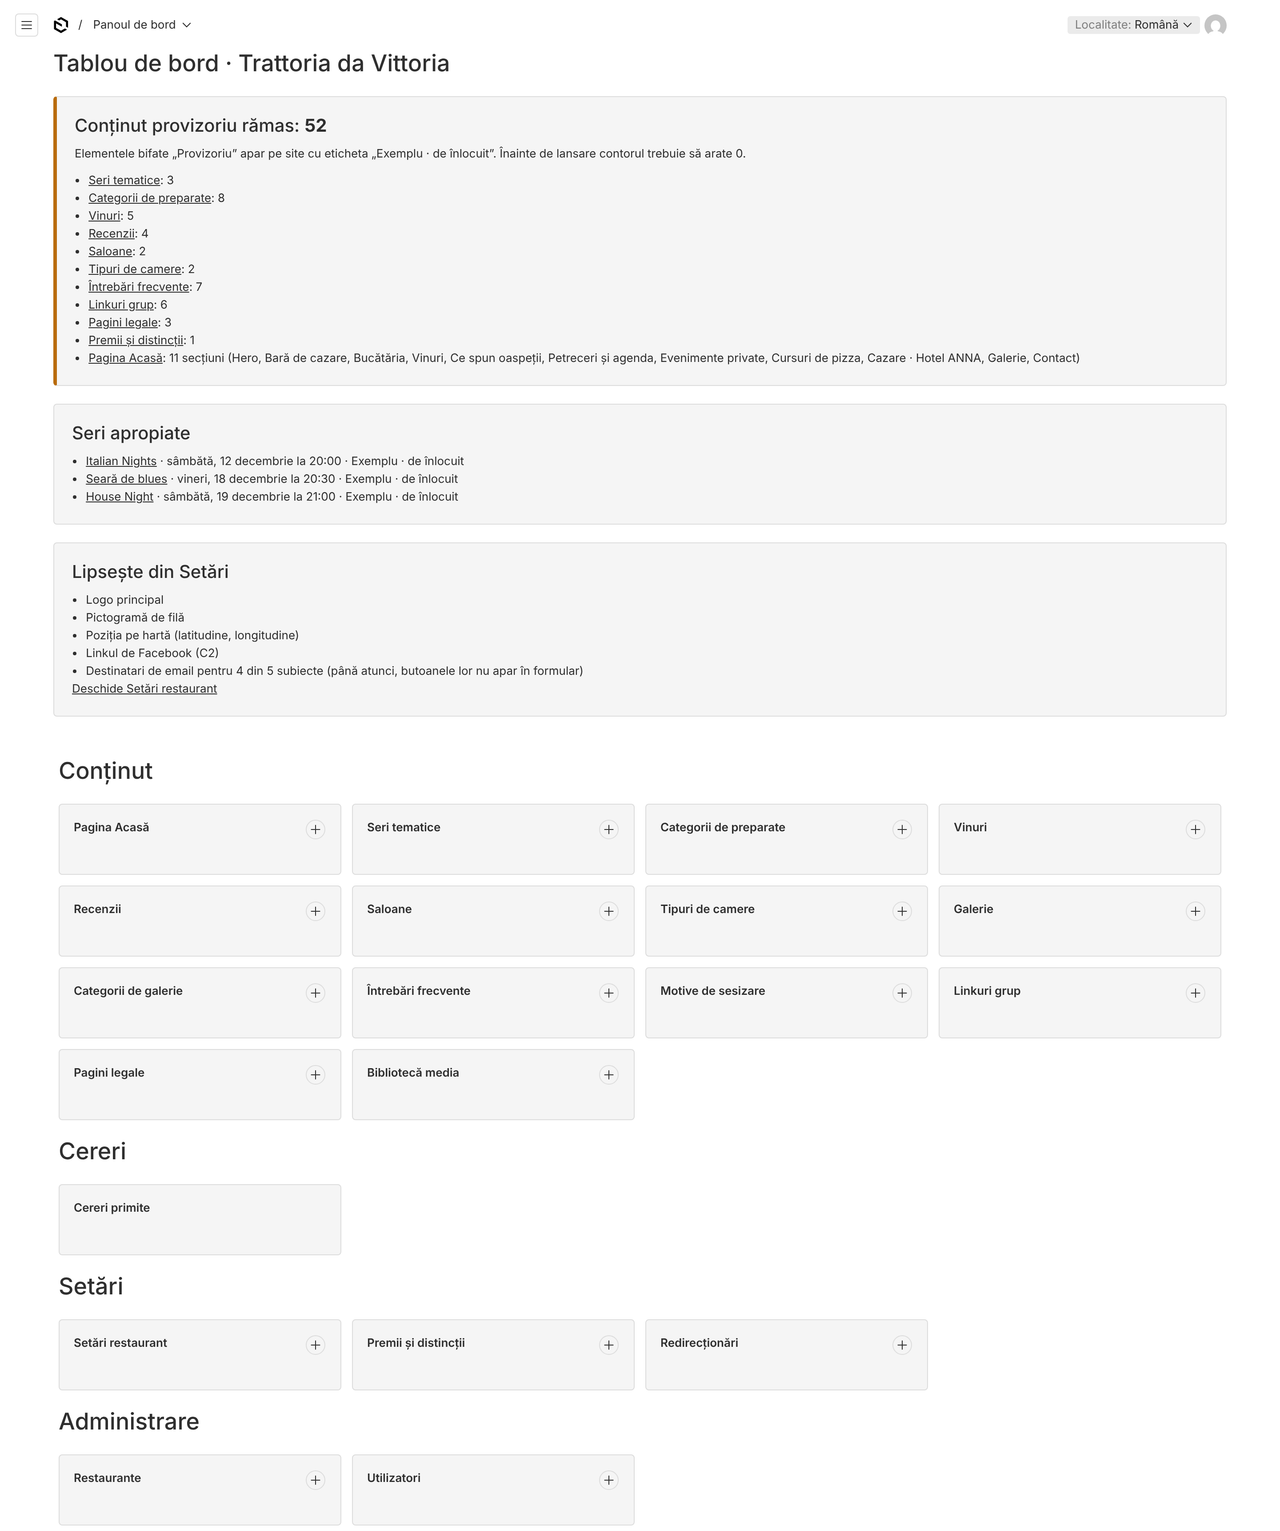 / Panoul de bord
Localitate: Română
Tablou de bord · Trattoria da Vittoria
Conținut provizoriu rămas: 52
Elementele bifate „Provizoriu” apar pe site cu eticheta „Exemplu · de înlocuit”. Înainte de lansare contorul trebuie să arate 0.
• Seri tematice: 3
• Categorii de preparate: 8
• Vinuri: 5
• Recenzii: 4
• Saloane: 2
• Tipuri de camere: 2
• Întrebări frecvente: 7
• Linkuri grup: 6
• Pagini legale: 3
• Premii și distincții: 1
• Pagina Acasă: 11 secțiuni (Hero, Bară de cazare, Bucătăria, Vinuri, Ce spun oaspeții, Petreceri și agenda, Evenimente private, Cursuri de pizza, Cazare · Hotel ANNA, Galerie, Contact)
Seri apropiate
• Italian Nights · sâmbătă, 12 decembrie la 20:00 · Exemplu · de înlocuit
• Seară de blues · vineri, 18 decembrie la 20:30 · Exemplu · de înlocuit
• House Night · sâmbătă, 19 decembrie la 21:00 · Exemplu · de înlocuit
Lipsește din Setări
• Logo principal
• Pictogramă de filă
• Poziția pe hartă (latitudine, longitudine)
• Linkul de Facebook (C2)
• Destinatari de email pentru 4 din 5 subiecte (până atunci, butoanele lor nu apar în formular)
Deschide Setări restaurant
Conținut
Pagina Acasă
Seri tematice
Categorii de preparate
Vinuri
Recenzii
Saloane
Tipuri de camere
Galerie
Categorii de galerie
Întrebări frecvente
Motive de sesizare
Linkuri grup
Pagini legale
Bibliotecă media
Cereri
Cereri primite
Setări
Setări restaurant
Premii și distincții
Redirecționări
Administrare
Restaurante
Utilizatori